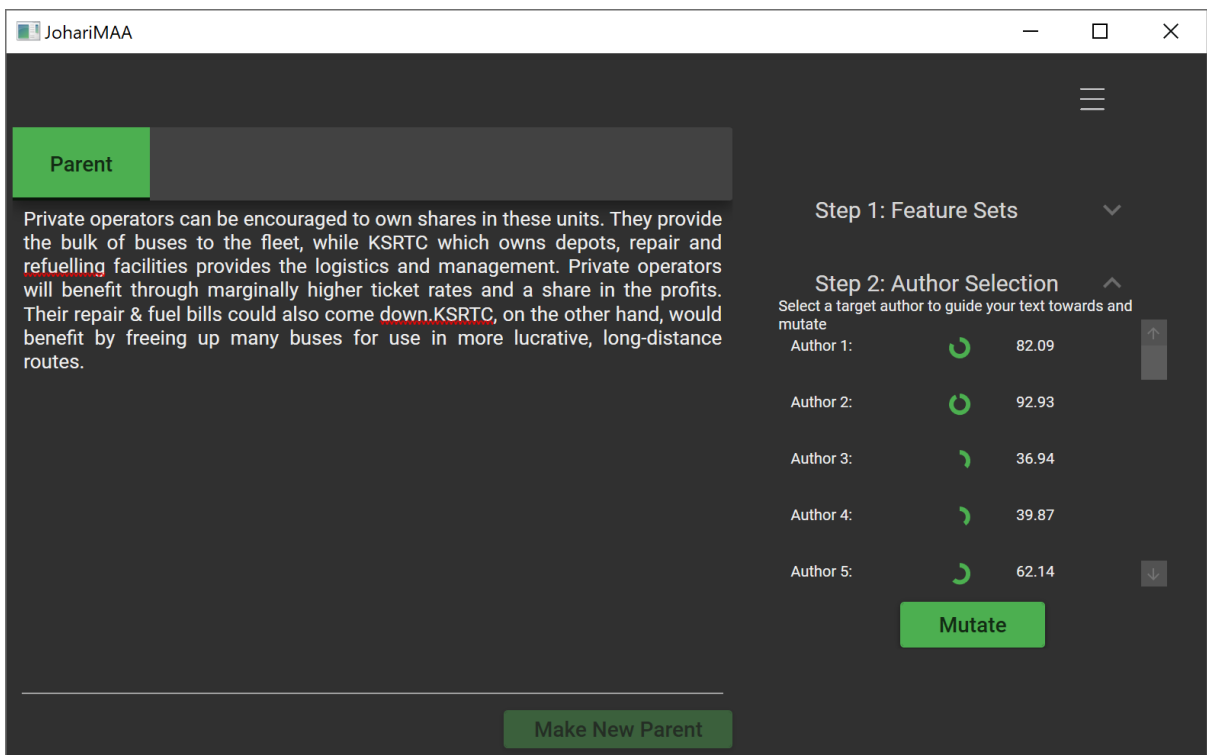 JohariMAA
Parent
Private operators can be encouraged to own shares in these units. They provide
the bulk of buses to the fleet, while KSRTC which owns depots, repair and
refuelling facilities provides the logistics and management. Private operators
will benefit through marginally higher ticket rates and a share in the profits.
Their repair & fuel bills could also come down.KSRTC, on the other hand, would
benefit by freeing up many buses for use in more lucrative, long-distance
routes.
Make New Parent
Step 1: Feature Sets
Step 2: Author Selection
Select a target author to guide your text towards and
mutate
Author 1: 82.09
Author 2: 92.93
Author 3: 36.94
Author 4: 39.87
Author 5: 62.14
Mutate